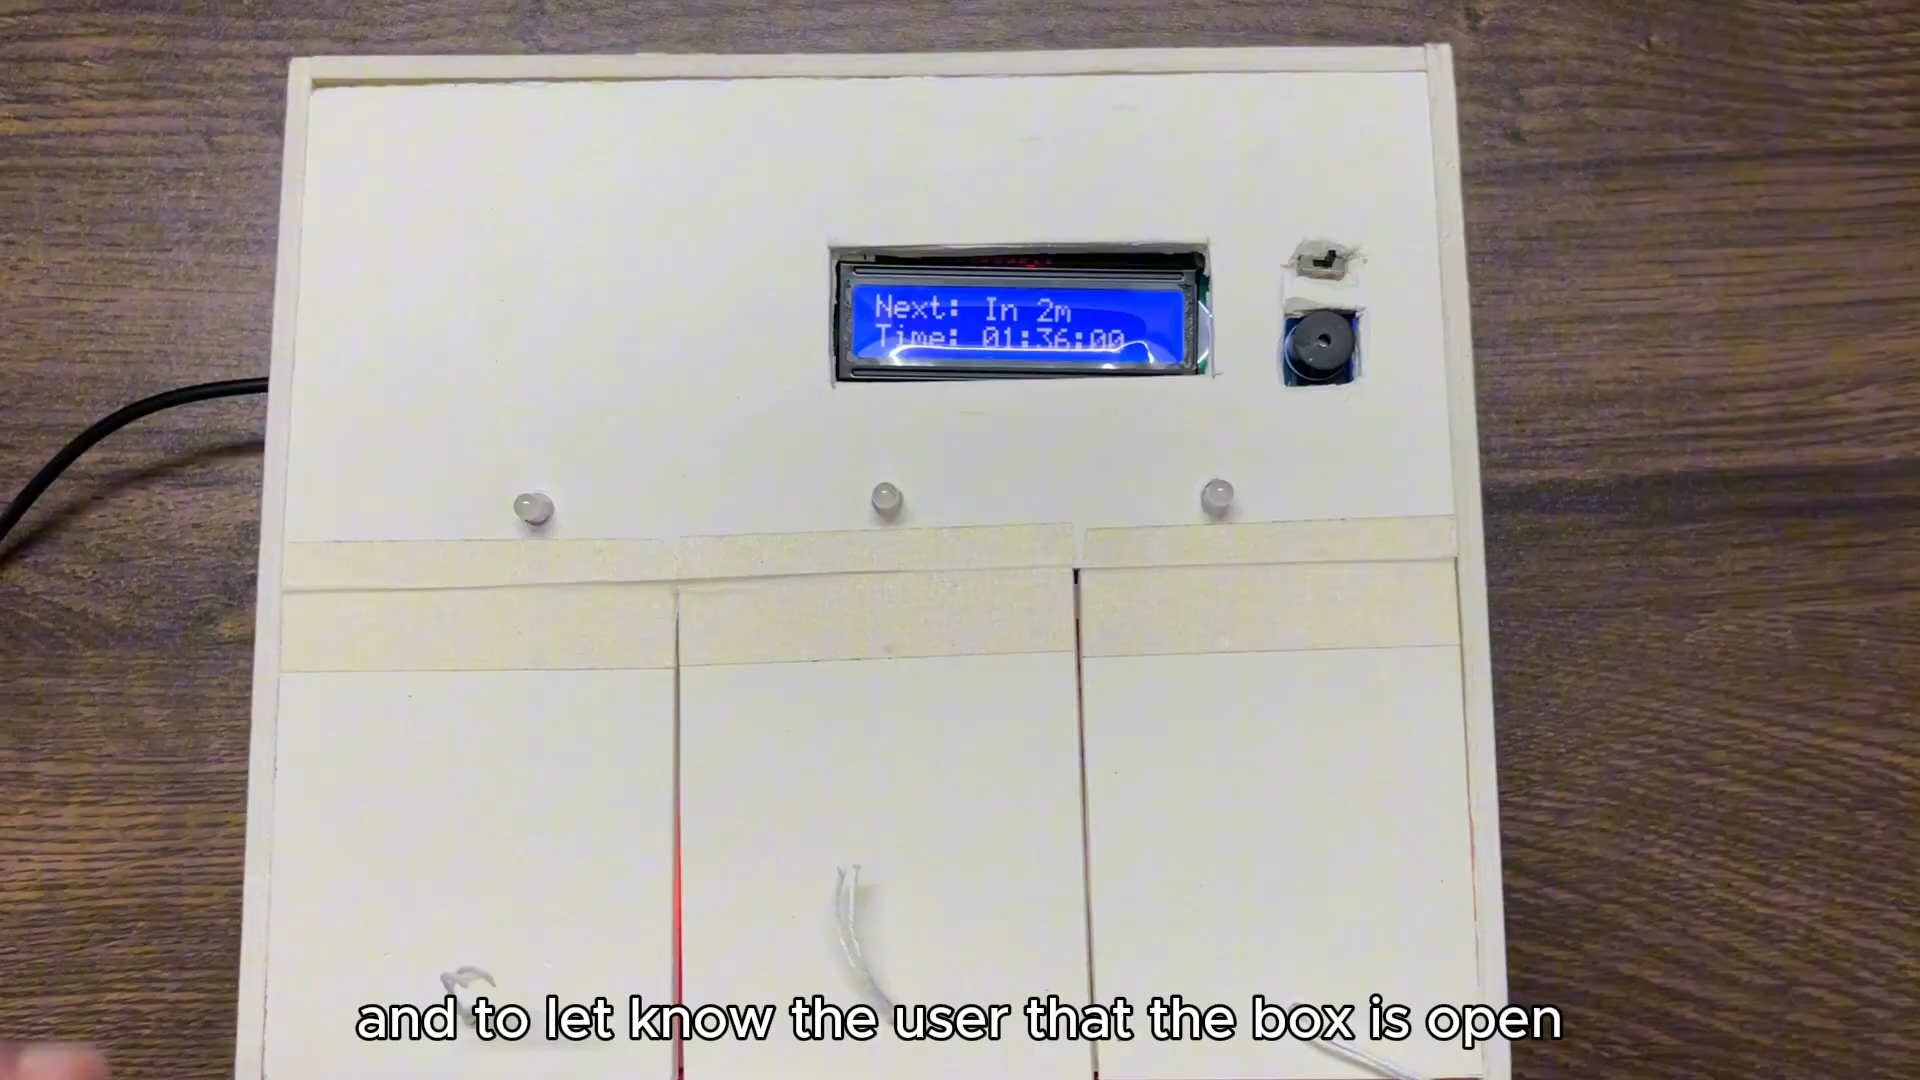 Next: In 2m
Time: 01:36:00
and to let know the user that the box is open